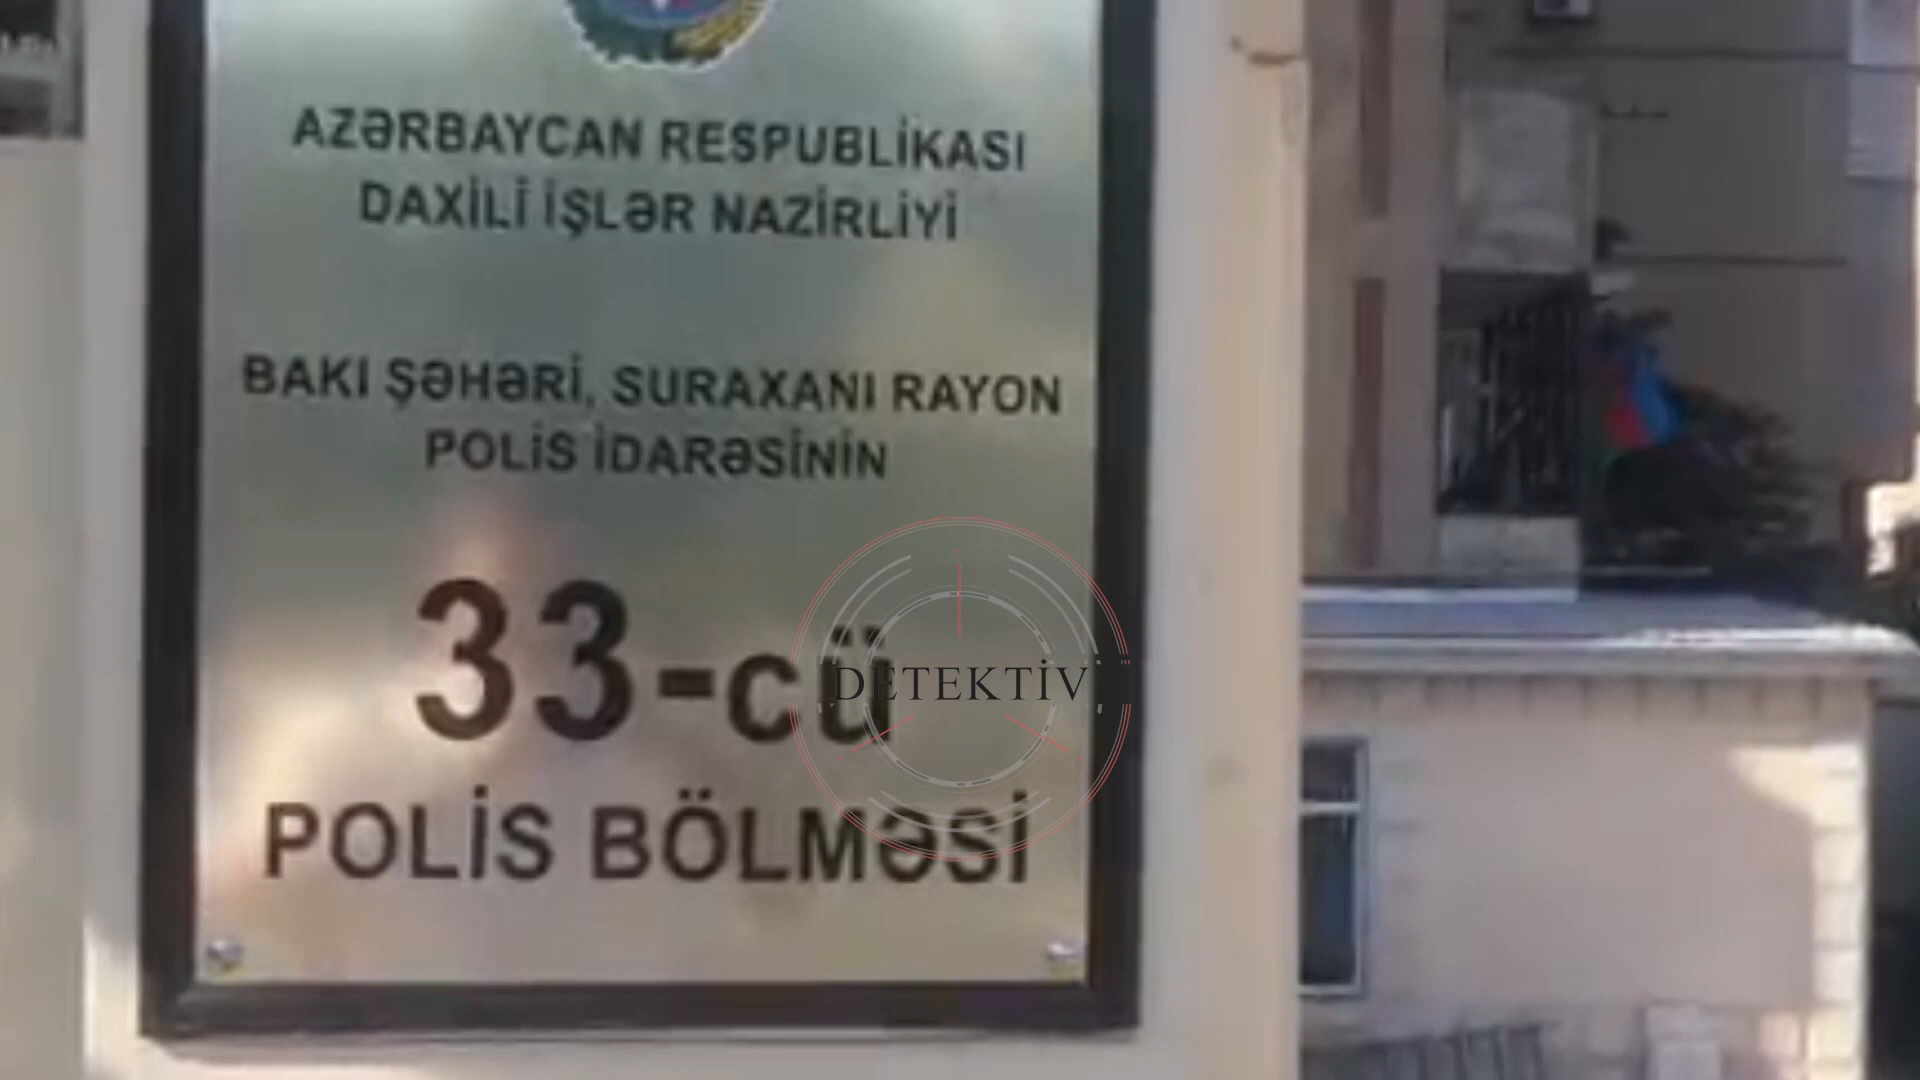 AZƏRBAYCAN RESPUBLİKASI
DAXİLİ İŞLƏR NAZİRLİYİ
BAKI ŞƏHƏRİ, SURAXANI RAYON
POLİS İDARƏSİNİN
33-cü
DETEKTİV
POLİS BÖLMƏSİ